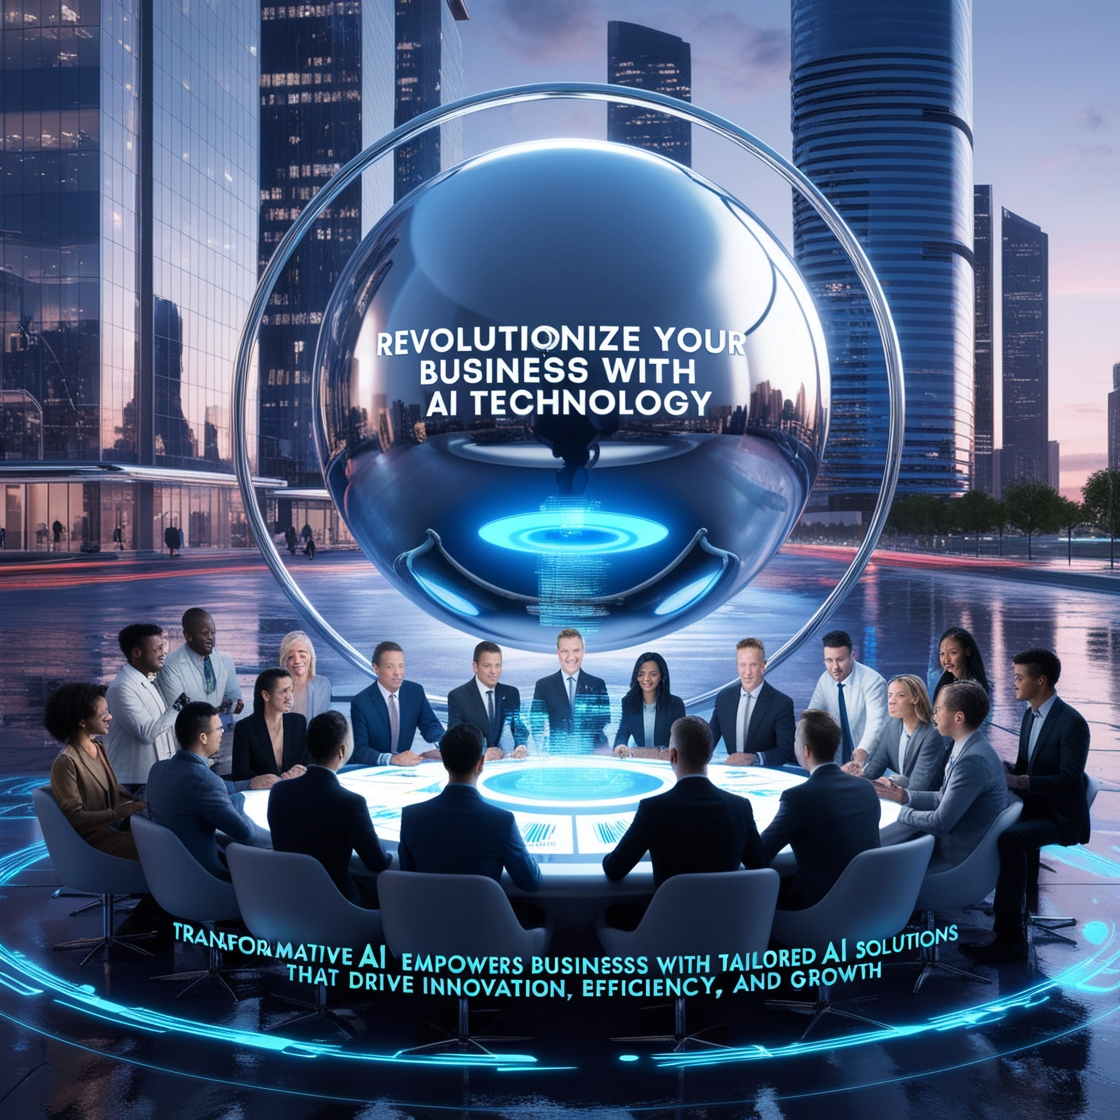 REVOLUTIONIZE YOUR
BUSINESS WITH
AI TECHNOLOGY
TRANFORMATIVE AI EMPOWERS BUSINESSS WITH TAILORED AI SOLUTIONS
THAT DRIVE INNOVATION, EFFICIENCY, AND GROWTH